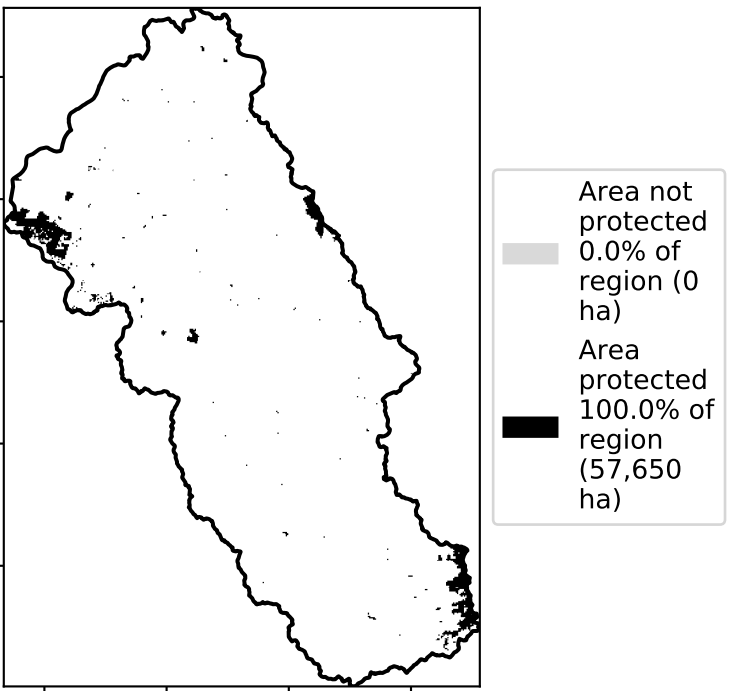 Area not
protected
0.0% of
region (0
ha)
Area
protected
100.0% of
region
(57,650
ha)